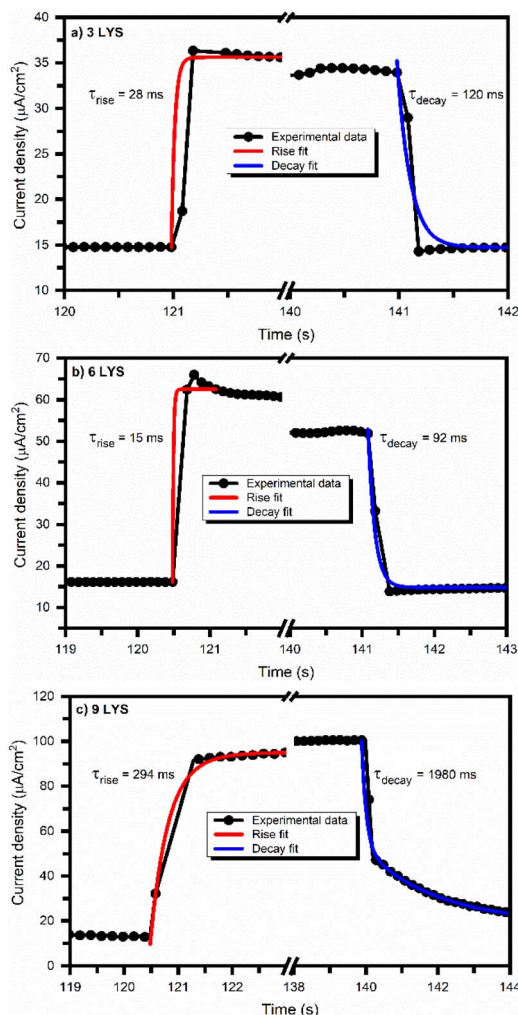 a) 3 LYS
τrise = 28 ms
τdecay = 120 ms
Experimental data
Rise fit
Decay fit
Current density (µA/cm²)
40
35
30
25
20
15
10
120 121 140 141 142
Time (s)
b) 6 LYS
τrise = 15 ms
τdecay = 92 ms
Experimental data
Rise fit
Decay fit
Current density (µA/cm²)
70
60
50
40
30
20
10
119 120 121 140 141 142 143
Time (s)
c) 9 LYS
τrise = 294 ms
τdecay = 1980 ms
Experimental data
Rise fit
Decay fit
Current density (µA/cm²)
120
100
80
60
40
20
0
119 120 121 122 138 140 142 144
Time (s)